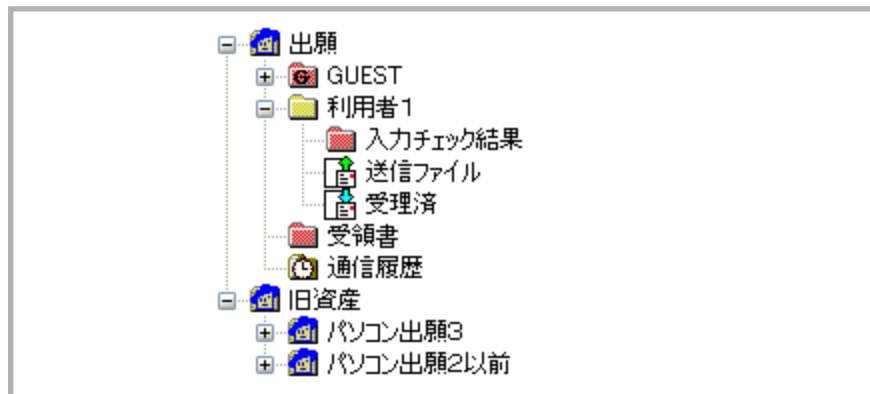 出願
GUEST
利用者1
入力チェック結果
送信ファイル
受理済
受領書
通信履歴
旧資産
パソコン出願3
パソコン出願2以前